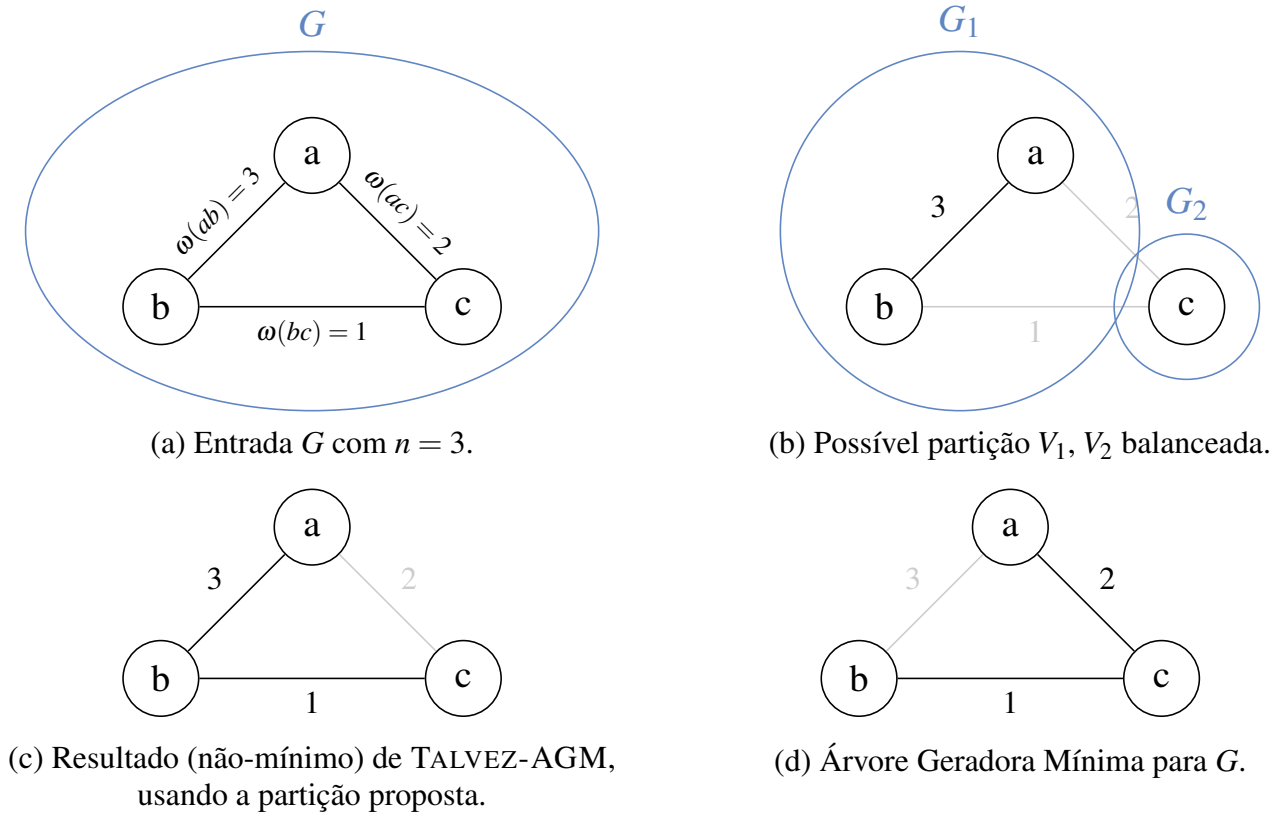 G
a
ω(ab) = 3
ω(ac) = 2
b
c
ω(bc) = 1
(a) Entrada G com n = 3.
G₁
a
3
2
G₂
b
c
1
(b) Possível partição V₁, V₂ balanceada.
a
3
2
b
c
1
(c) Resultado (não-mínimo) de TALVEZ-AGM,
usando a partição proposta.
a
3
2
b
c
1
(d) Árvore Geradora Mínima para G.